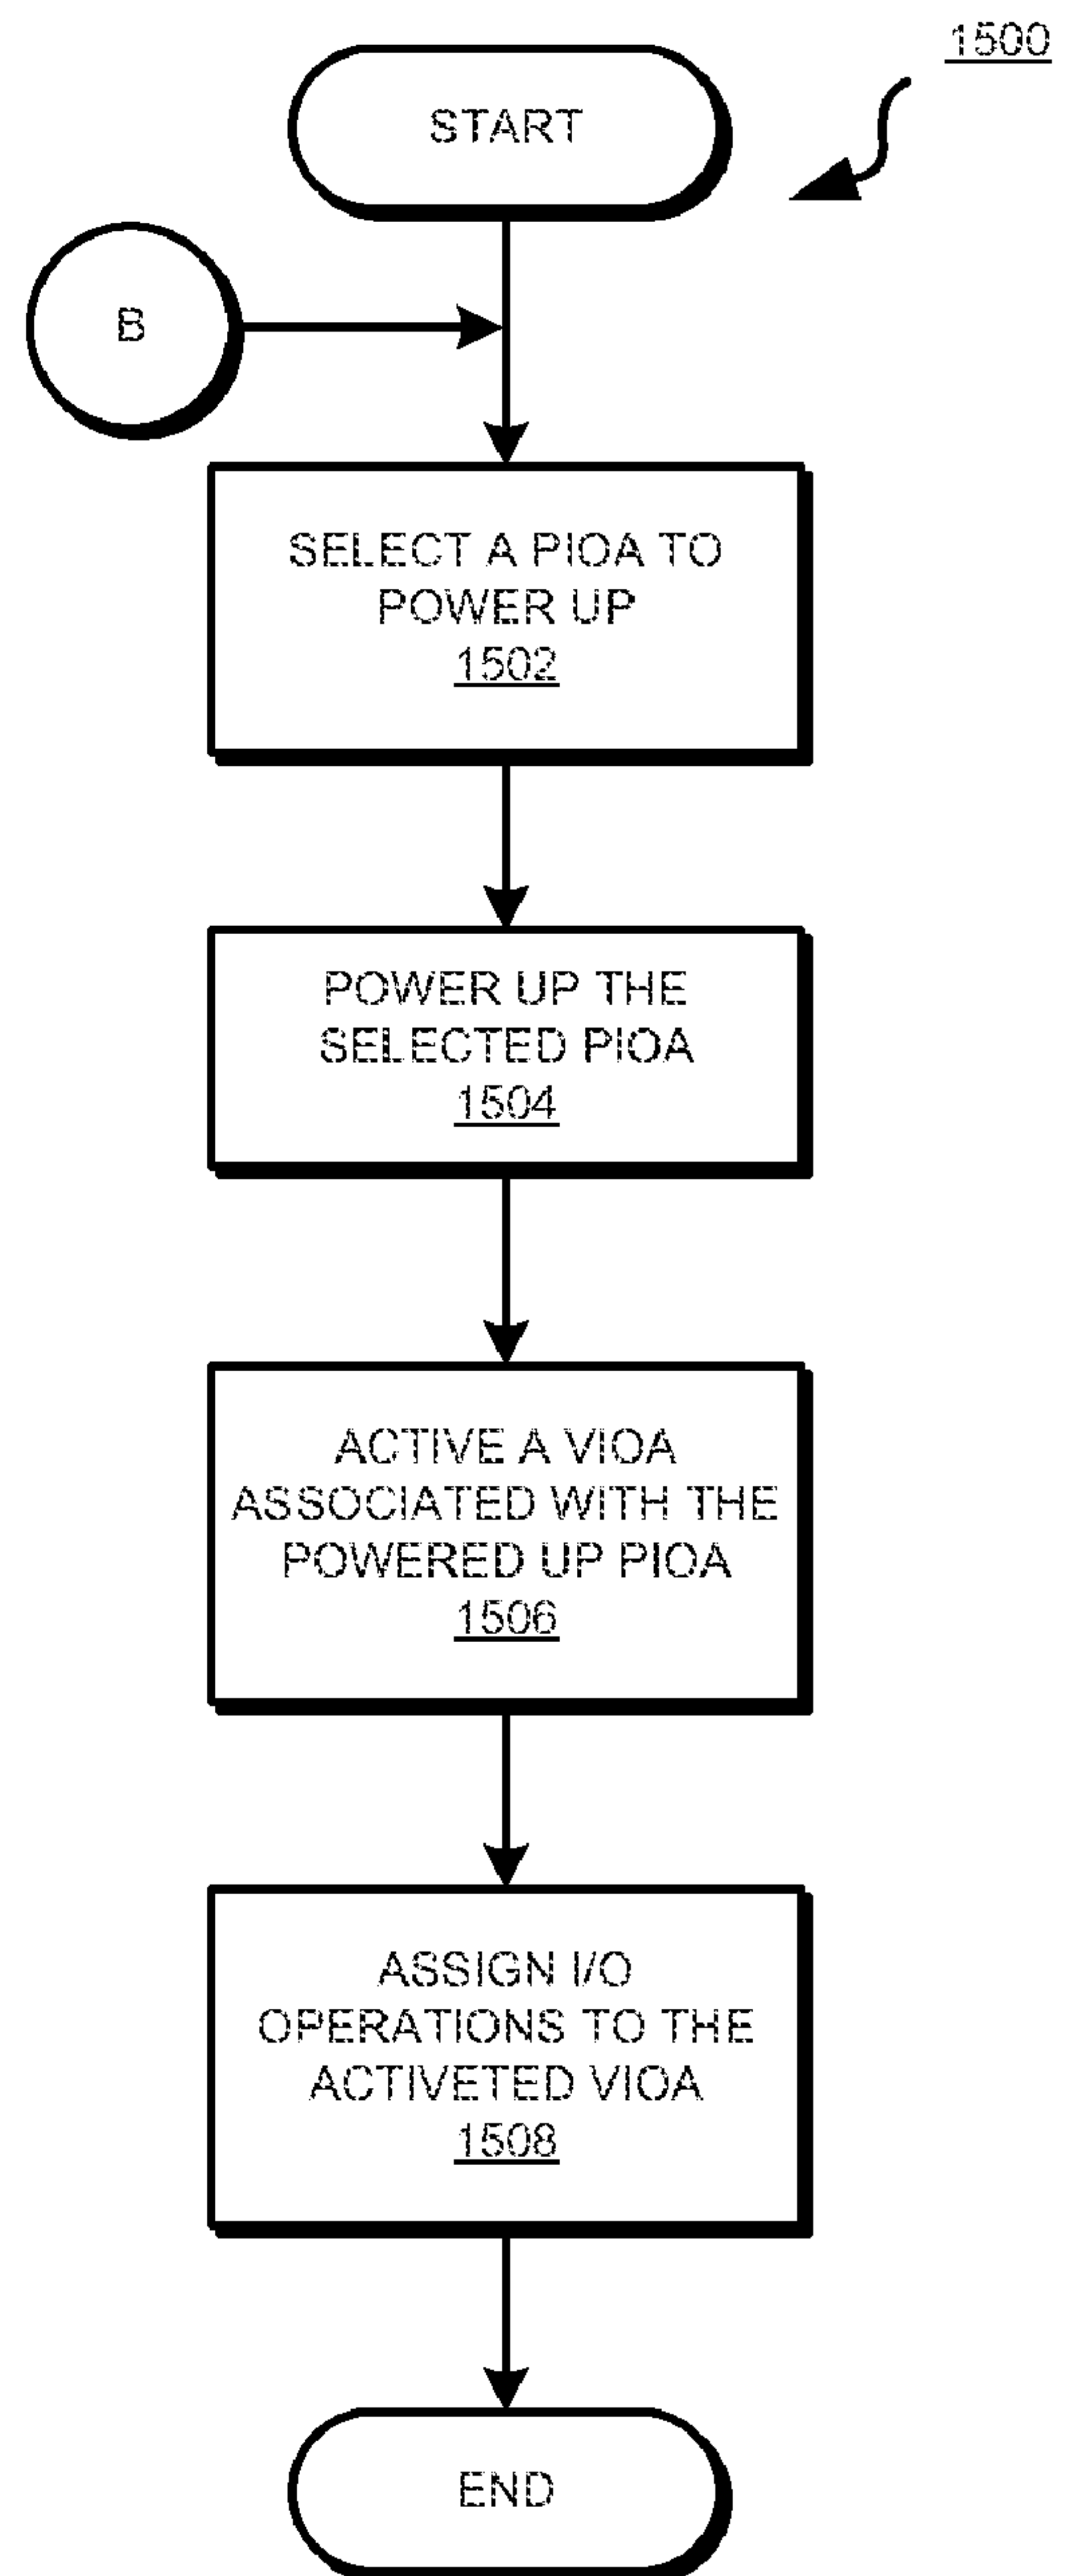 1500
START
B
SELECT A PIOA TO
POWER UP
1502
POWER UP THE
SELECTED PIOA
1504
ACTIVE A VIOA
ASSOCIATED WITH THE
POWERED UP PIOA
1506
ASSIGN I/O
OPERATIONS TO THE
ACTIVETED VIOA
1508
END